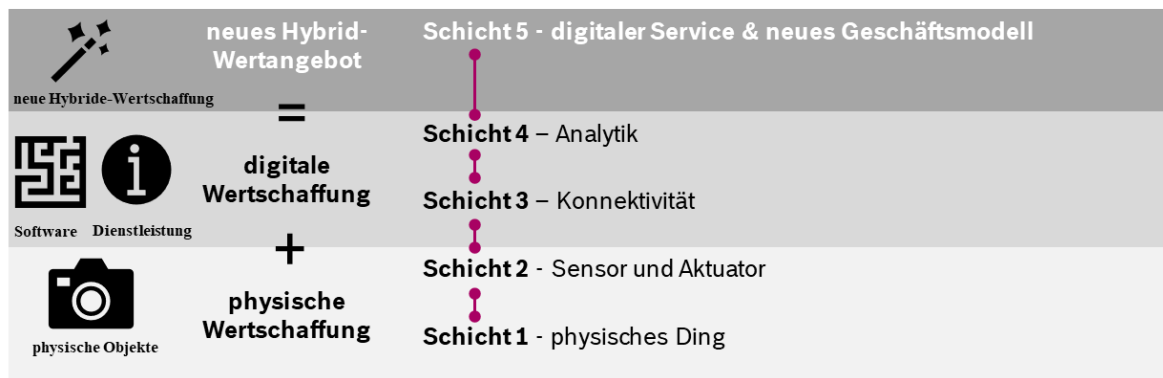 neues Hybrid-
Wertangebot
Schicht 5 - digitaler Service & neues Geschäftsmodell
neue Hybride-Wertschaffung
=
Schicht 4 – Analytik
digitale
Wertschaffung
Schicht 3 – Konnektivität
Software Dienstleistung
+
Schicht 2 - Sensor und Aktuator
physische
Wertschaffung
Schicht 1 - physisches Ding
physische Objekte